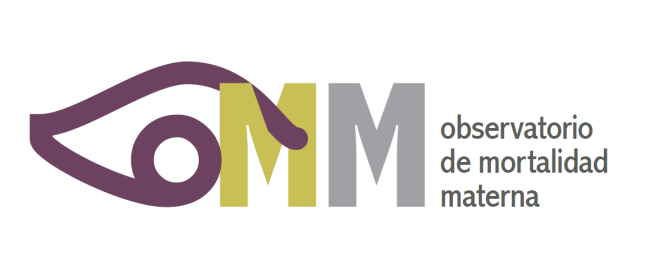 OMM
observatorio
de mortalidad
materna